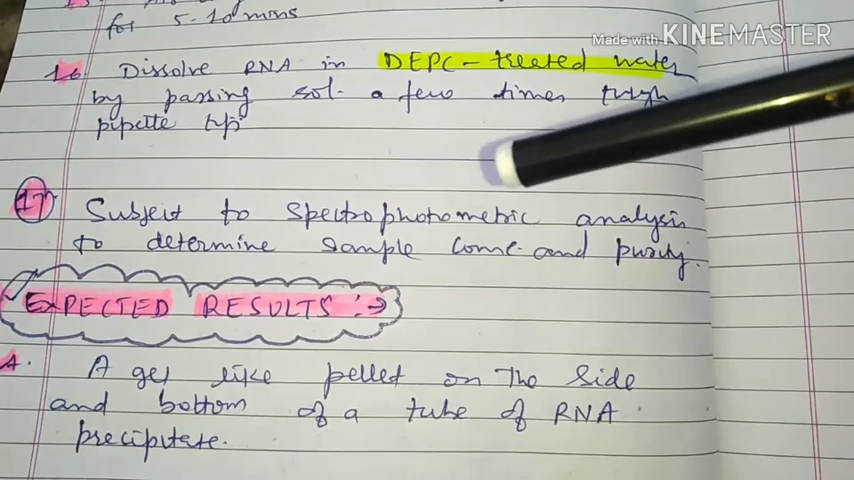 for 5-10 mins
Made with KINEMASTER
16. Dissolve RNA in DEPC-treated water
by passing sol. a few times
pipette tip
17 Subject to spectrophotometric analysis
to determine sample conc. and purity.
EXPECTED RESULTS :→
A. A gel like pellet on the side
and bottom of a tube of RNA
precipitate.